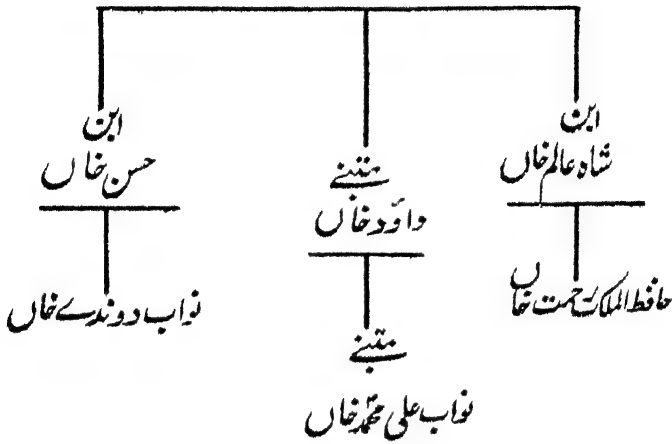 ابن
شاہ عالم خاں
حافظ الملک رحمت خاں
متبنے
داؤد خاں
متبنے
نواب علی محمد خاں
ابن
حسن خاں
نواب دوندے خاں